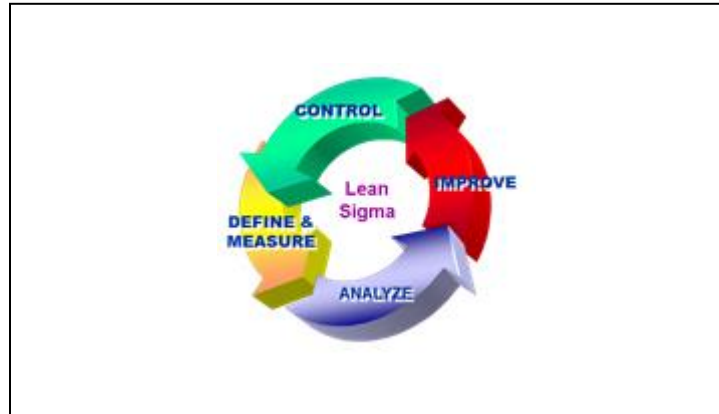 CONTROL
IMPROVE
Lean
Sigma
DEFINE &
MEASURE
ANALYZE